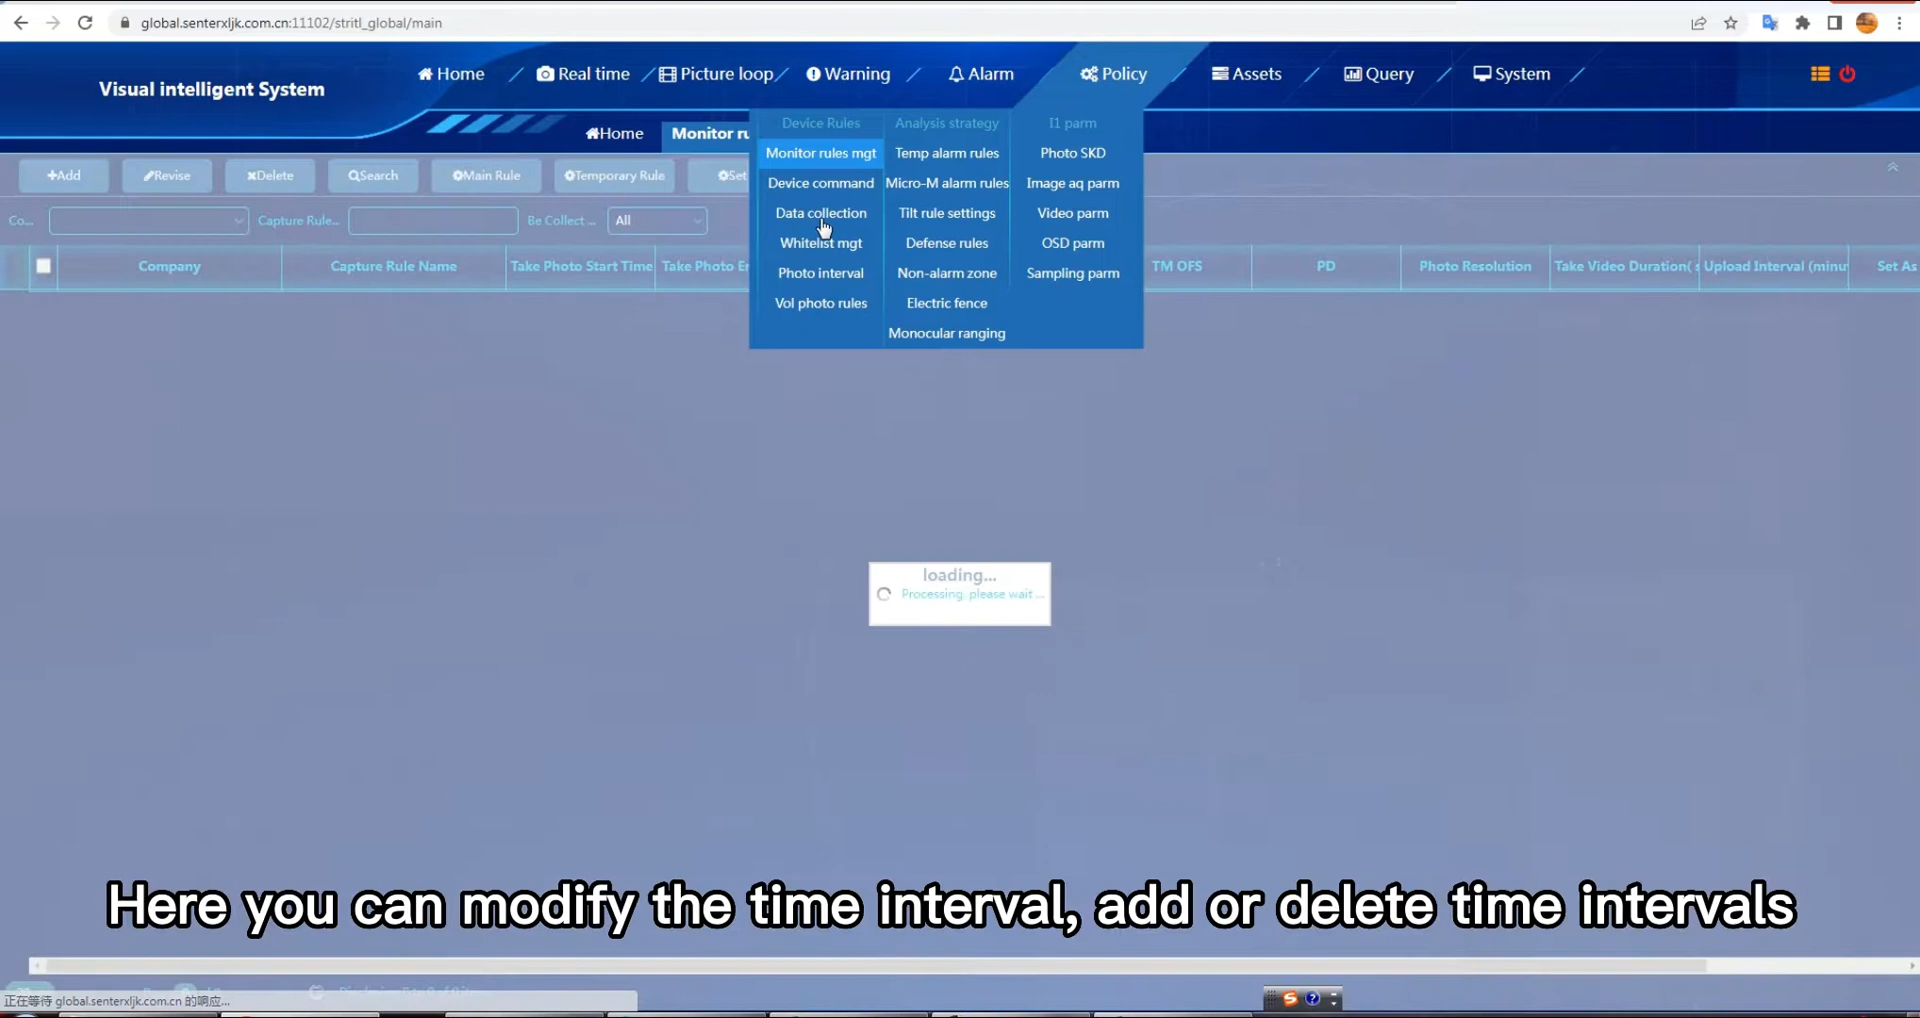 global.senterxljk.com.cn:11102/stritl_global/main
Visual intelligent System
Home
Real time
Picture loop
Warning
Alarm
Policy
Assets
Query
System
Home
Monitor ru
Device Rules
Analysis strategy
I1 parm
Monitor rules mgt
Temp alarm rules
Photo SKD
Device command
Micro-M alarm rules
Image aq parm
Data collection
Tilt rule settings
Video parm
Whitelist mgt
Defense rules
OSD parm
Photo interval
Non-alarm zone
Sampling parm
Vol photo rules
Electric fence
Monocular ranging
Add
Revise
Delete
Search
Main Rule
Temporary Rule
Set
Co...
Capture Rule...
Be Collect ...
All
Company
Capture Rule Name
Take Photo Start Time
Take Photo En
TM OFS
PD
Photo Resolution
Take Video Duration( s
Upload Interval (minu
Set As
loading...
Processing, please wait ...
Here you can modify the time interval, add or delete time intervals
正在等待 global.senterxljk.com.cn 的响应...